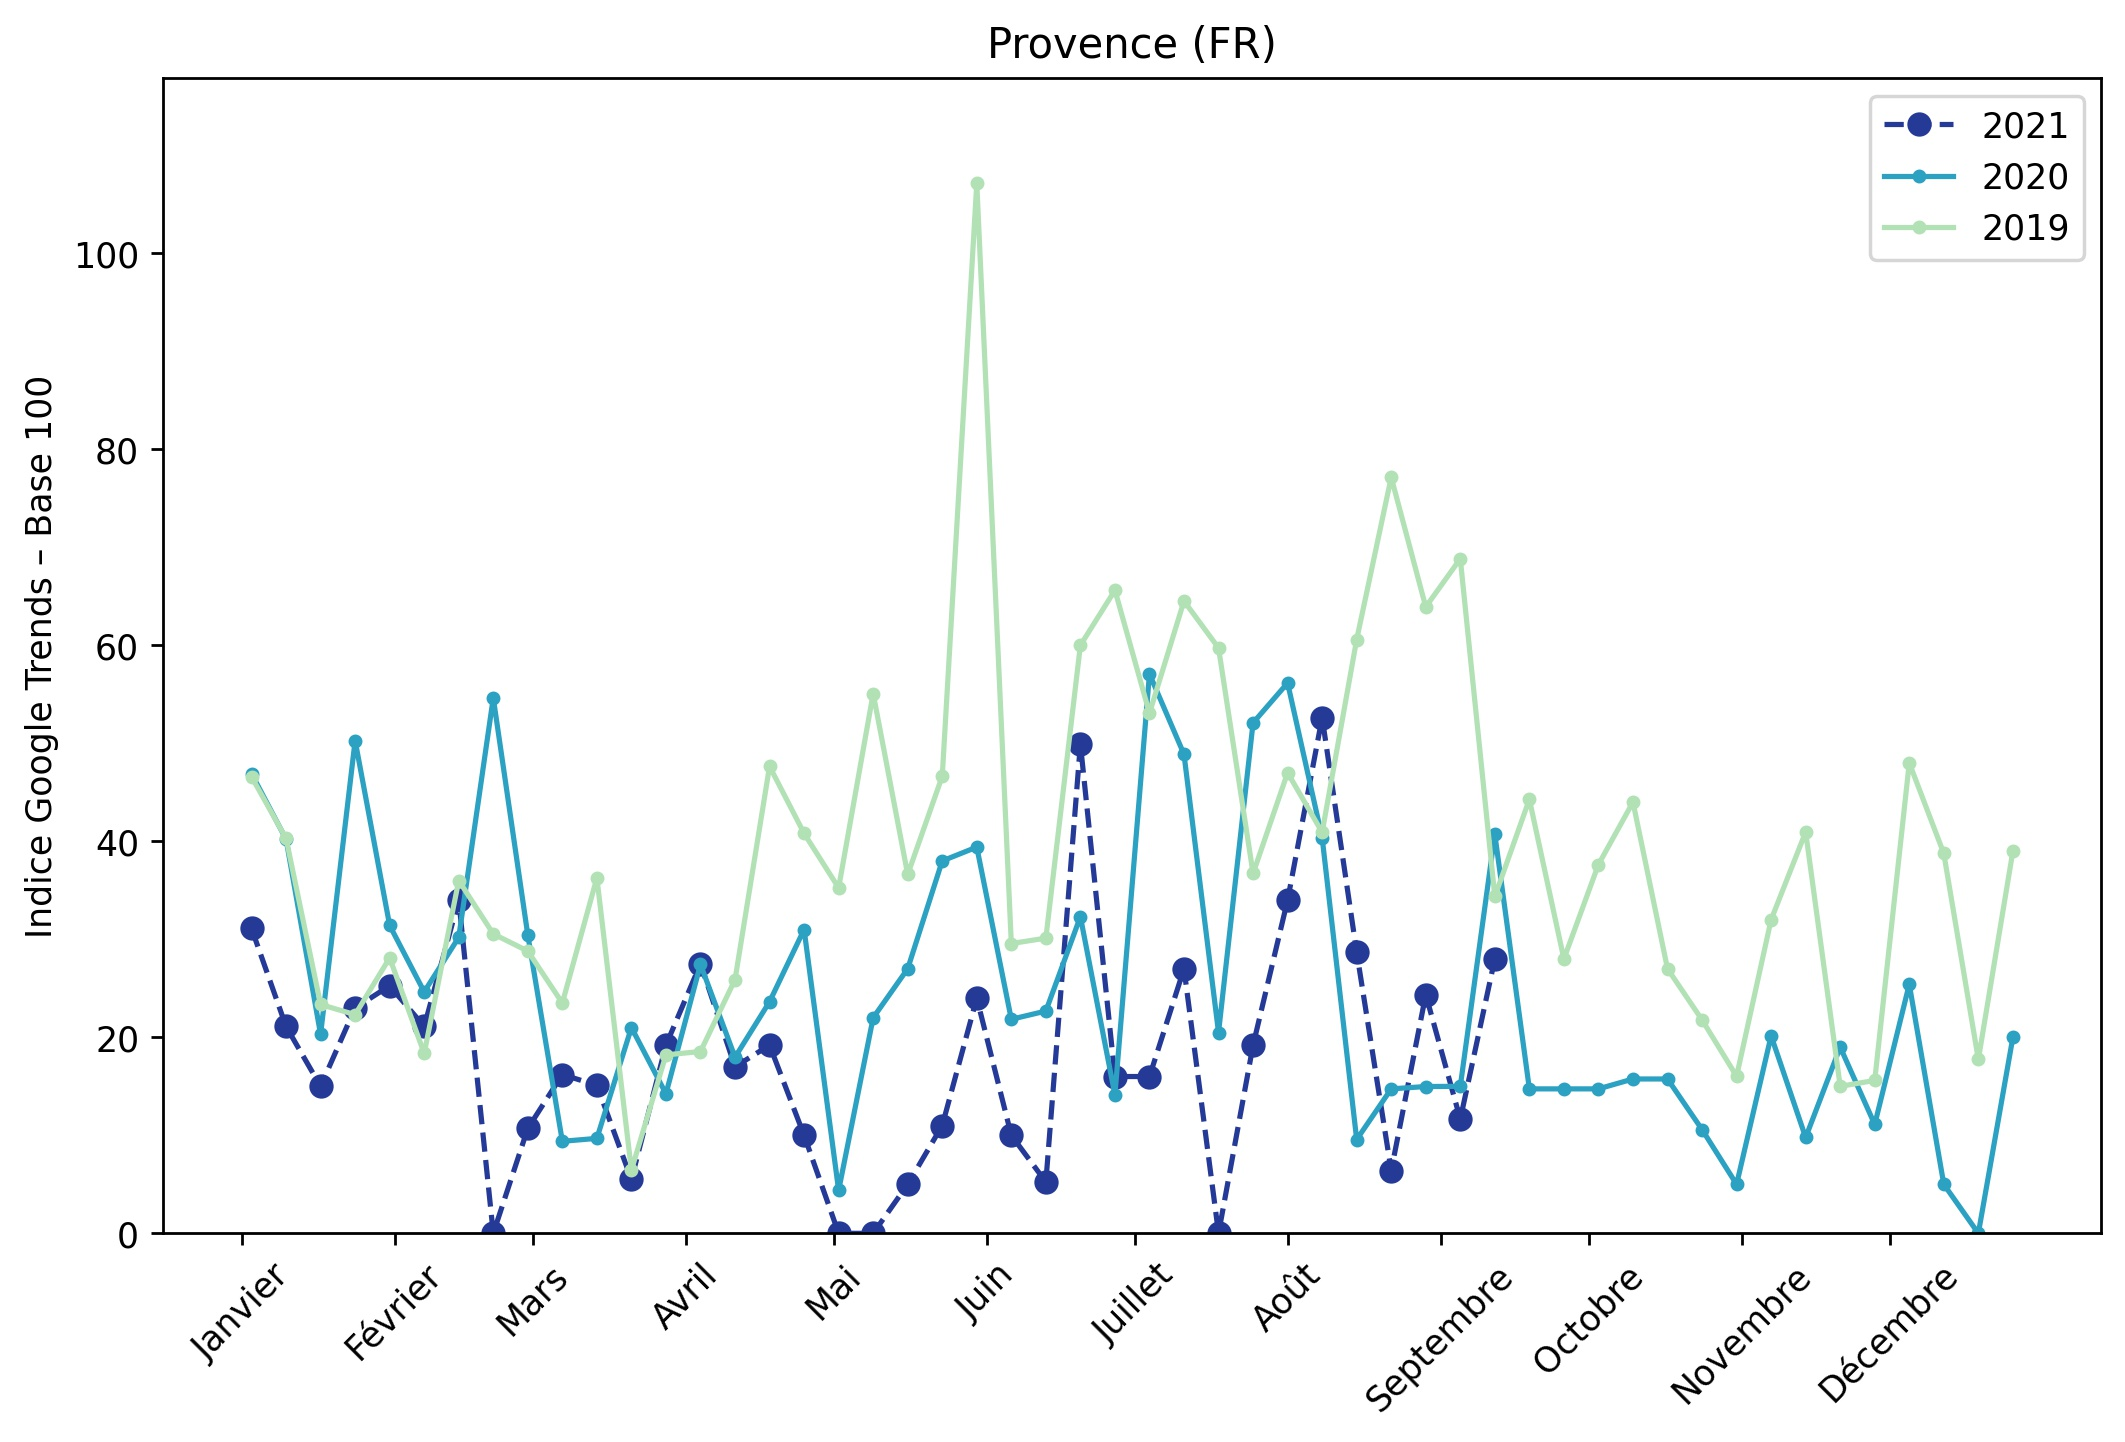 Provence (FR)
2021
2020
2019
Indice Google Trends – Base 100
100
80
60
40
20
0
Janvier
Février
Mars
Avril
Mai
Juin
Juillet
Août
Septembre
Octobre
Novembre
Décembre